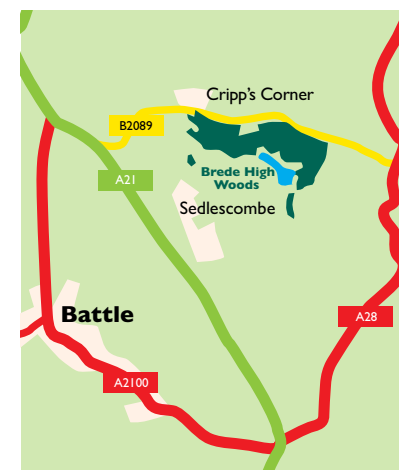 Cripp's Corner
B2089
Brede High
Woods
A21
Sedlescombe
Battle
A28
A2100